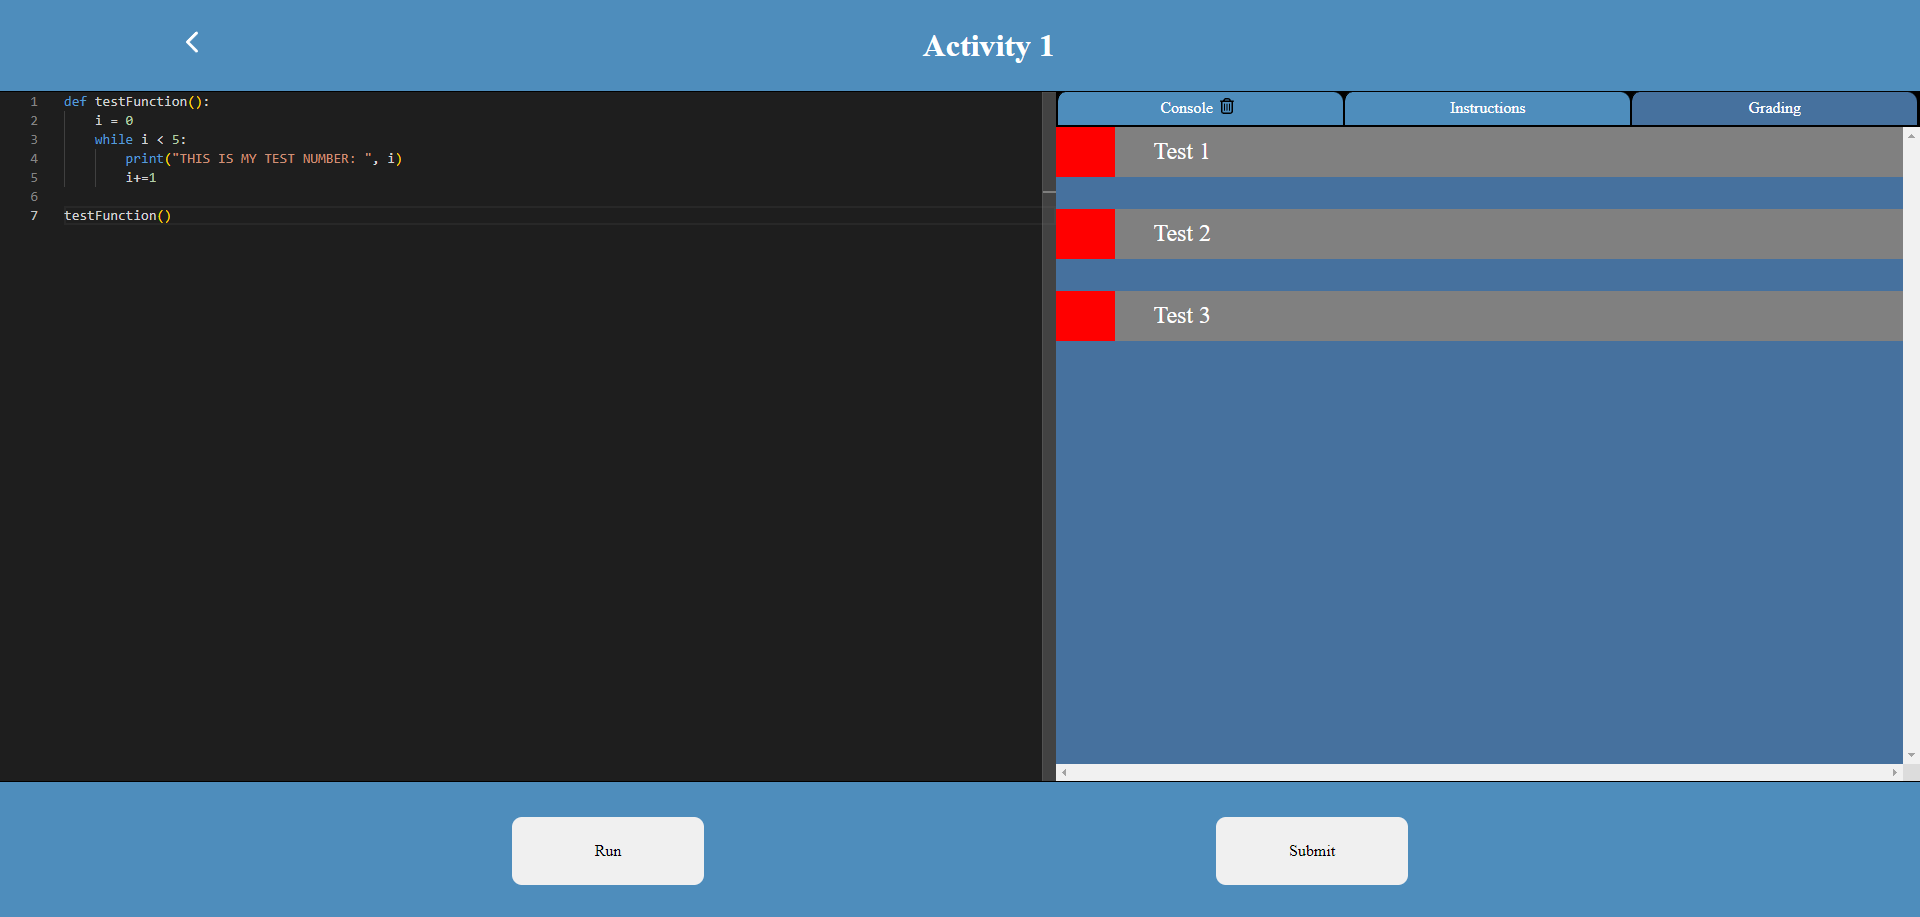 Activity 1
1 def testFunction():
2     i = 0
3     while i < 5:
4         print("THIS IS MY TEST NUMBER: ", i)
5         i+=1
6
7 testFunction()
Console
Instructions
Grading
Test 1
Test 2
Test 3
Run
Submit